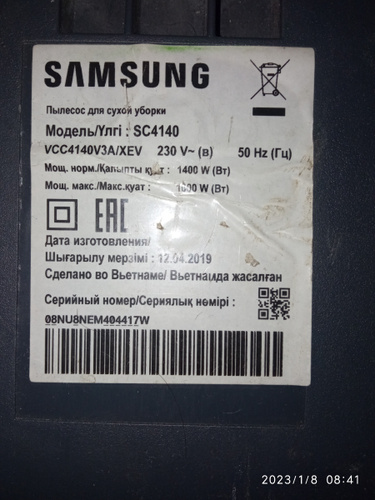 SAMSUNG
Пылесос для сухой уборки
Модель/Үлгі : SC4140
VCC4140V3A/XEV 230 V~ (в) 50 Hz (Гц)
Мощ. норм./Қалыпты қуат : 1400 W (Вт)
Мощ. макс./Макс.қуат : 1600 W (Вт)
EAC
Дата изготовления/
Шығарылу мерзімі : 12.04.2019
Сделано во Вьетнаме/ Вьетнамда жасалған
Серийный номер/Сериялық нөмірі :
08NU8NEM404417W
2023/1/8 08:41